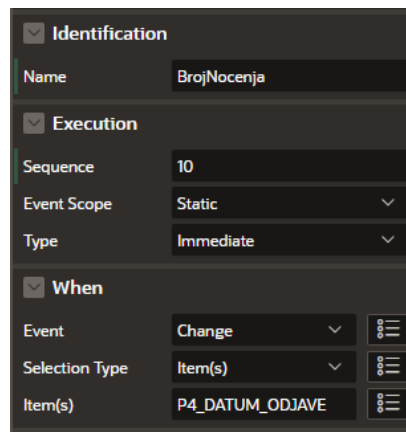 Identification
Name BrojNocenja
Execution
Sequence 10
Event Scope Static
Type Immediate
When
Event Change
Selection Type Item(s)
Item(s) P4_DATUM_ODJAVE